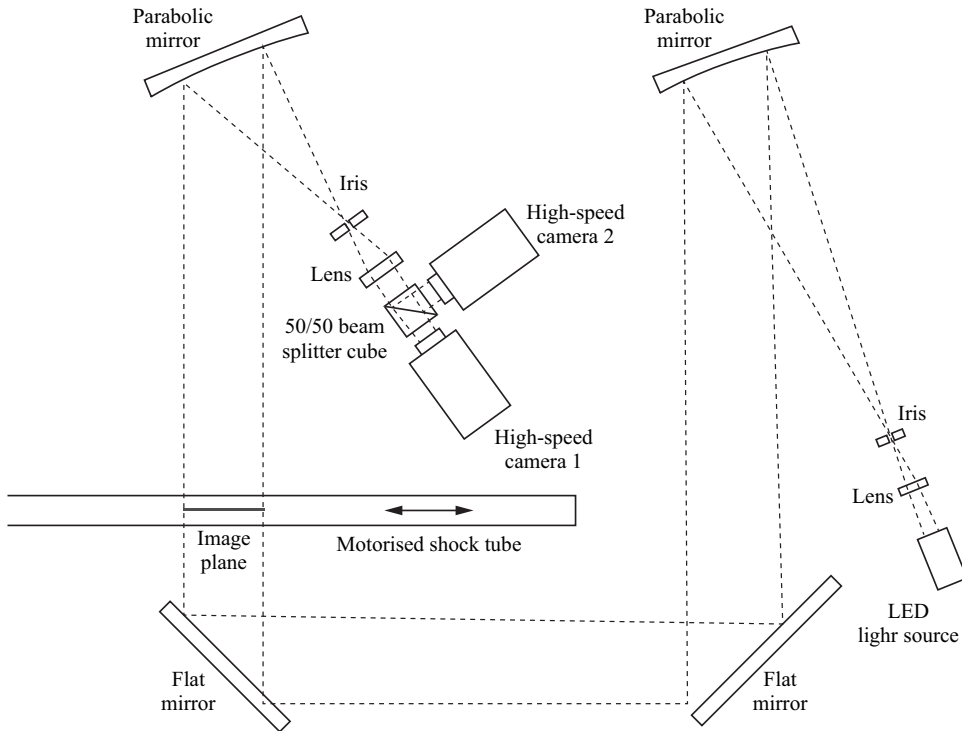 Parabolic
mirror
Parabolic
mirror
Iris
High-speed
camera 2
Lens
50/50 beam
splitter cube
High-speed
camera 1
Iris
Lens
Image
plane
Motorised shock tube
LED
lighr source
Flat
mirror
Flat
mirror